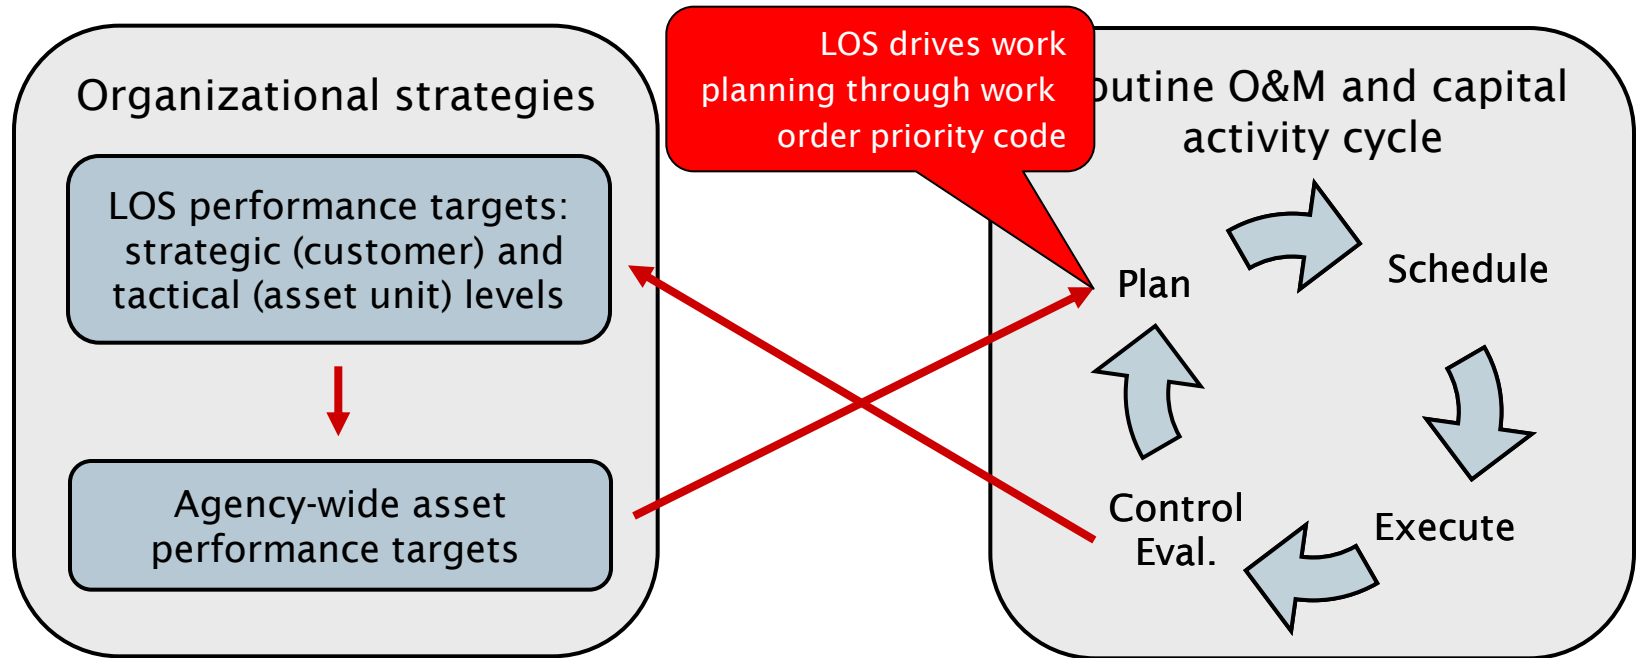 Organizational strategies
LOS performance targets:
strategic (customer) and
tactical (asset unit) levels
Agency-wide asset
performance targets
LOS drives work
planning through work
order priority code
outine O&M and capital
activity cycle
Plan
Schedule
Execute
Control
Eval.